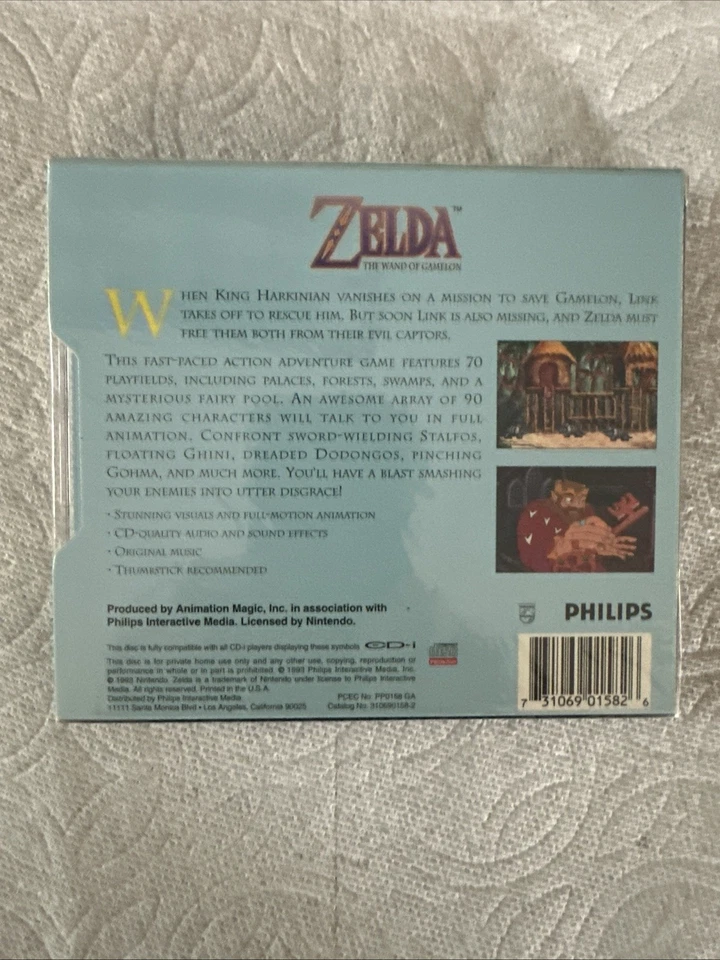 ZELDA™
THE WAND OF GAMELON
WHEN KING HARKINIAN VANISHES ON A MISSION TO SAVE GAMELON, LINK
TAKES OFF TO RESCUE HIM. BUT SOON LINK IS ALSO MISSING, AND ZELDA MUST
FREE THEM BOTH FROM THEIR EVIL CAPTORS.
THIS FAST-PACED ACTION ADVENTURE GAME FEATURES 70
PLAYFIELDS, INCLUDING PALACES, FORESTS, SWAMPS, AND A
MYSTERIOUS FAIRY POOL. AN AWESOME ARRAY OF 90
AMAZING CHARACTERS WILL TALK TO YOU IN FULL
ANIMATION. CONFRONT SWORD-WIELDING STALFOS,
FLOATING GHINI, DREADED DODONGOS, PINCHING
GOHMA, AND MUCH MORE. YOU'LL HAVE A BLAST SMASHING
YOUR ENEMIES INTO UTTER DISGRACE!
· STUNNING VISUALS AND FULL-MOTION ANIMATION
· CD-QUALITY AUDIO AND SOUND EFFECTS
· ORIGINAL MUSIC
· THUMBSTICK RECOMMENDED
Produced by Animation Magic, Inc. in association with
Philips Interactive Media. Licensed by Nintendo.
PHILIPS
This disc is fully compatible with all CD-i players displaying these symbols CD-i
This disc is for private home use only and any other use, copying, reproduction or
performance in whole or in part is prohibited. © 1993 Philips Interactive Media, Inc.
© 1993 Nintendo. Zelda is a trademark of Nintendo under license to Philips Interactive
Media. All rights reserved. Printed in the U.S.A.
Distributed by Philips Interactive Media
11111 Santa Monica Blvd • Los Angeles, California 90025
Catalog No. 310690158-2
7 31069 01582 6